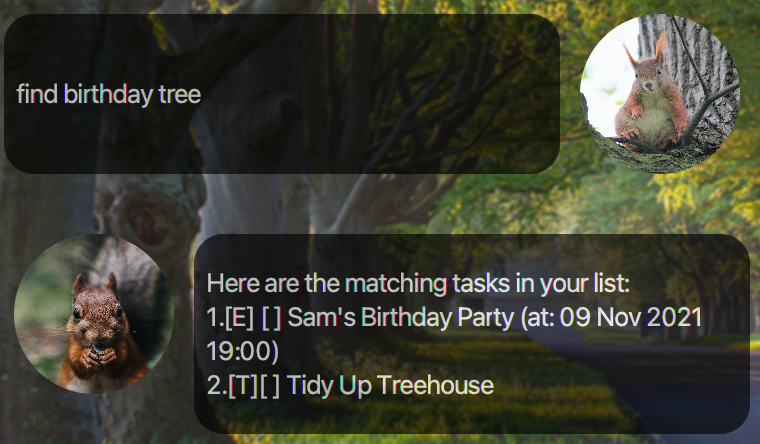 find birthday tree
Here are the matching tasks in your list:
1.[E] [ ] Sam's Birthday Party (at: 09 Nov 2021
19:00)
2.[T][ ] Tidy Up Treehouse